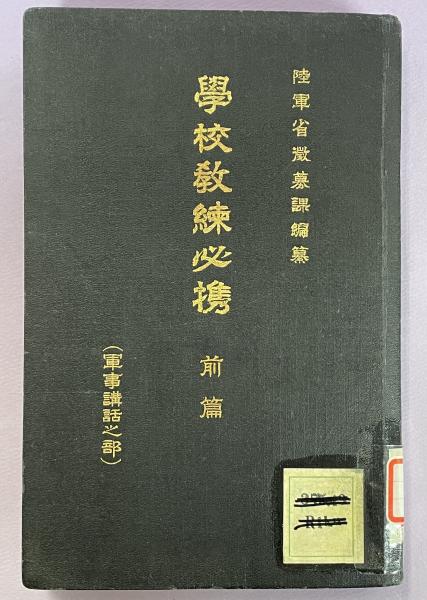 陸軍省徵募課編纂
學校敎練必携
前篇
（軍事講話之部）